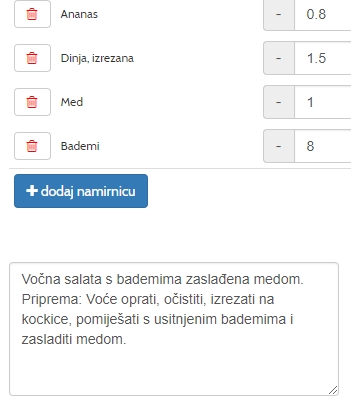 Ananas - 0.8
Dinja, izrezana - 1.5
Med - 1
Bademi - 8
+ dodaj namirnicu
Voćna salata s bademima zaslađena medom.
Priprema: Voće oprati, očistiti, izrezati na
kockice, pomiješati s usitnjenim bademima i
zasladiti medom.